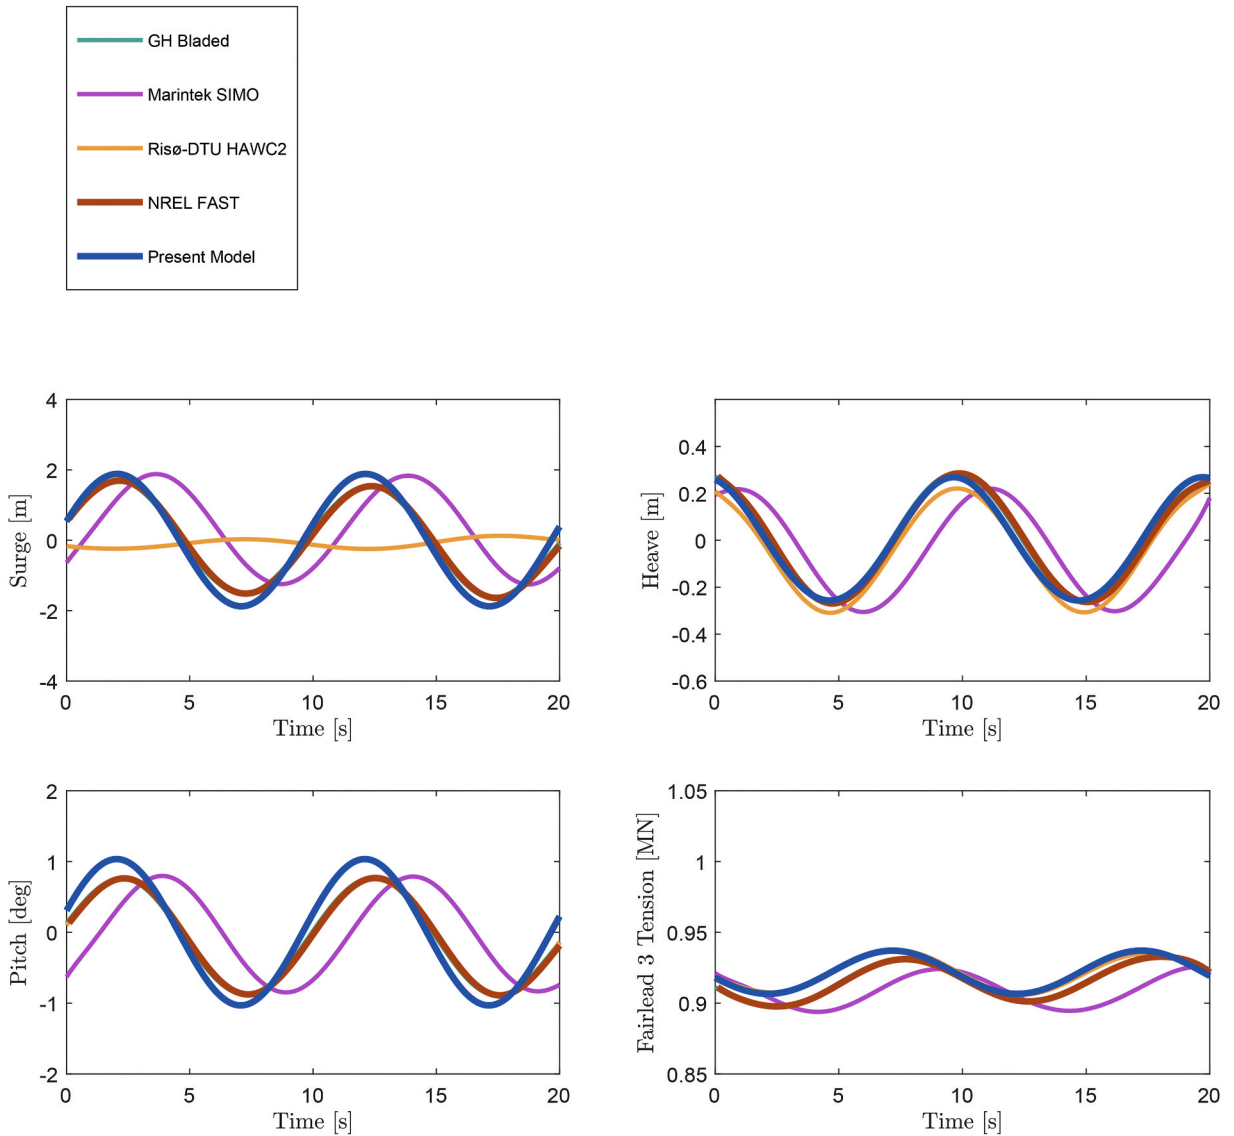 GH Bladed
Marintek SIMO
Risø-DTU HAWC2
NREL FAST
Present Model
4
2
0
-2
-4
Surge [m]
0 5 10 15 20
Time [s]
0.4
0.2
0
-0.2
-0.4
-0.6
Heave [m]
0 5 10 15 20
Time [s]
2
1
0
-1
-2
Pitch [deg]
0 5 10 15 20
Time [s]
1.05
1
0.95
0.9
0.85
Fairlead 3 Tension [MN]
0 5 10 15 20
Time [s]